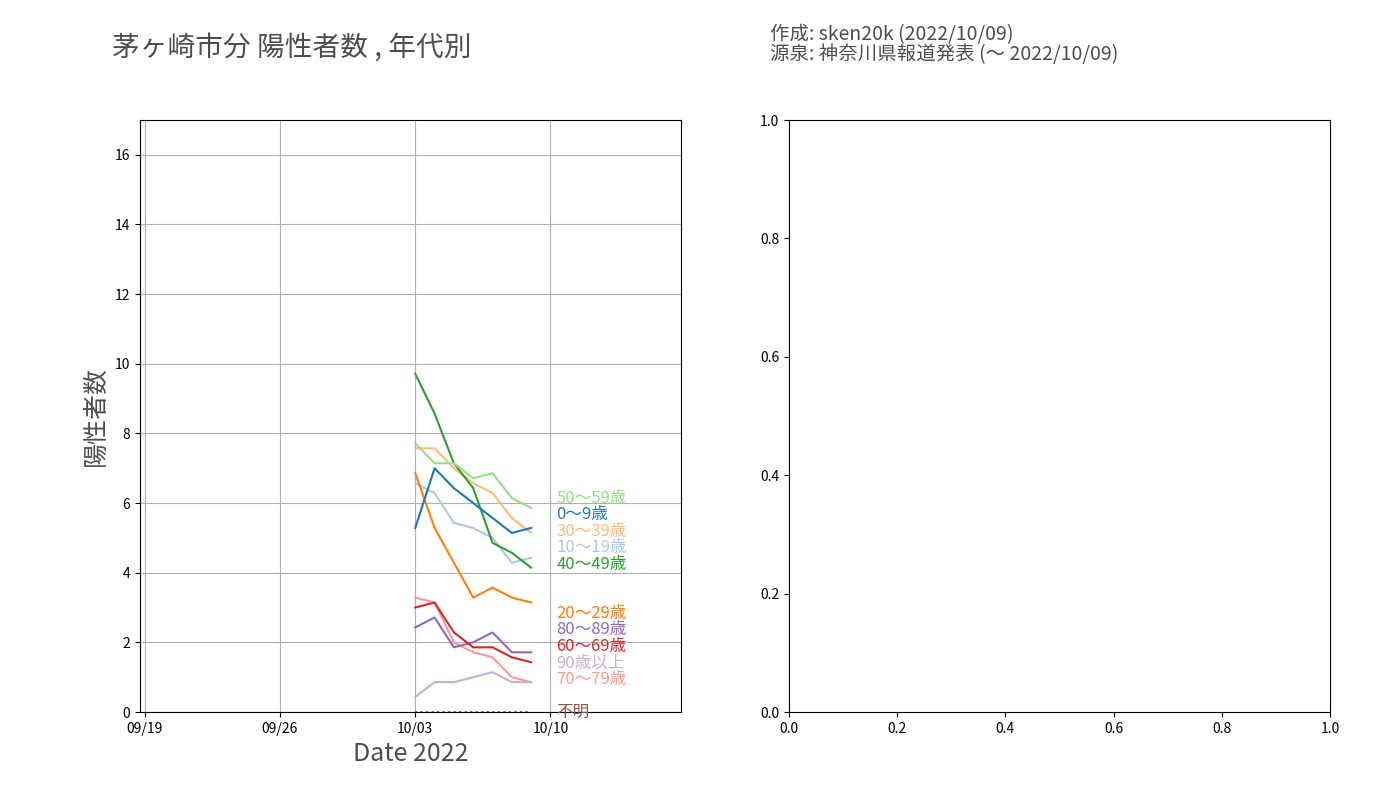 茅ヶ崎市分 陽性者数 , 年代別
作成: sken20k (2022/10/09)
源泉: 神奈川県報道発表 (〜 2022/10/09)
陽性者数
16
14
12
10
8
6
4
2
0
09/19
09/26
10/03
10/10
Date 2022
50〜59歳
0〜9歳
30〜39歳
10〜19歳
40〜49歳
20〜29歳
80〜89歳
60〜69歳
90歳以上
70〜79歳
不明
1.0
0.8
0.6
0.4
0.2
0.0
0.0
0.2
0.4
0.6
0.8
1.0